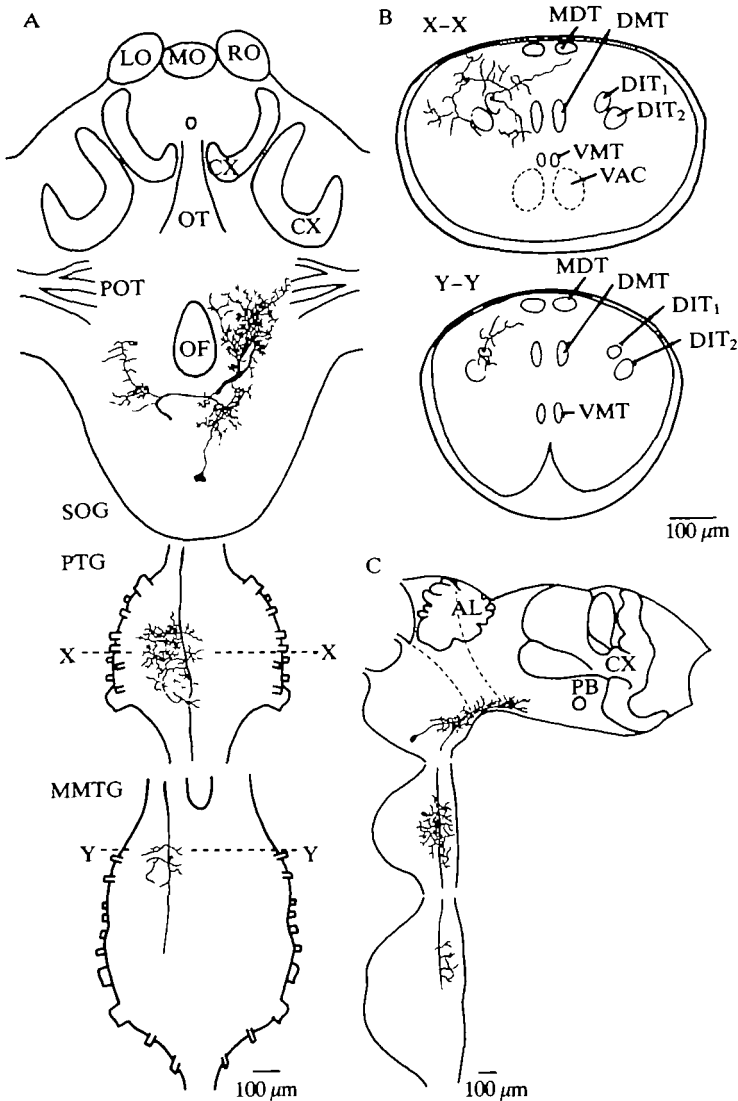 A
LO MO RO
CX
OT
CX
POT
OF
SOG
PTG
X X
MMTG
Y Y
100 μm
B
X–X
MDT
DMT
DIT1
DIT2
VMT
VAC
Y–Y
MDT
DMT
DIT1
DIT2
VMT
100 μm
C
AL
CX
PB
100 μm